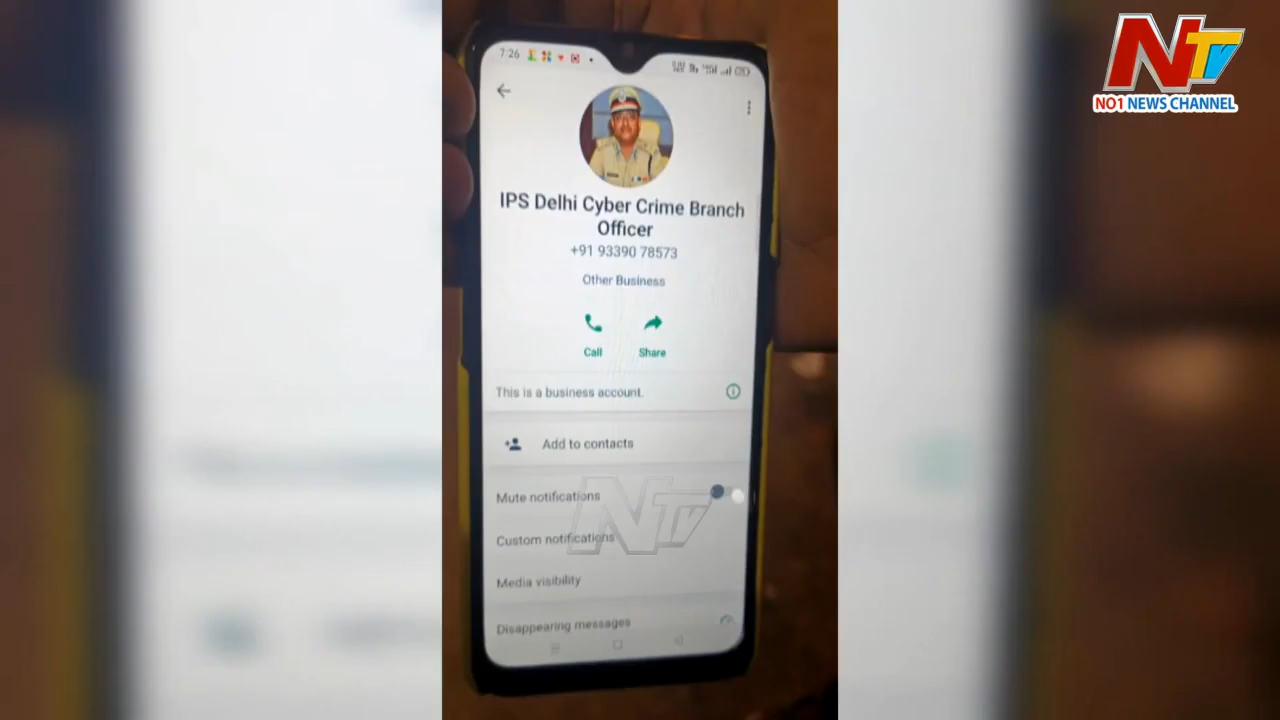 NTV
NO1 NEWS CHANNEL
7:26
IPS Delhi Cyber Crime Branch
Officer
+91 93390 78573
Other Business
Call
Share
This is a business account.
Add to contacts
Mute notifications
NTV
Custom notifications
Media visibility
Disappearing messages